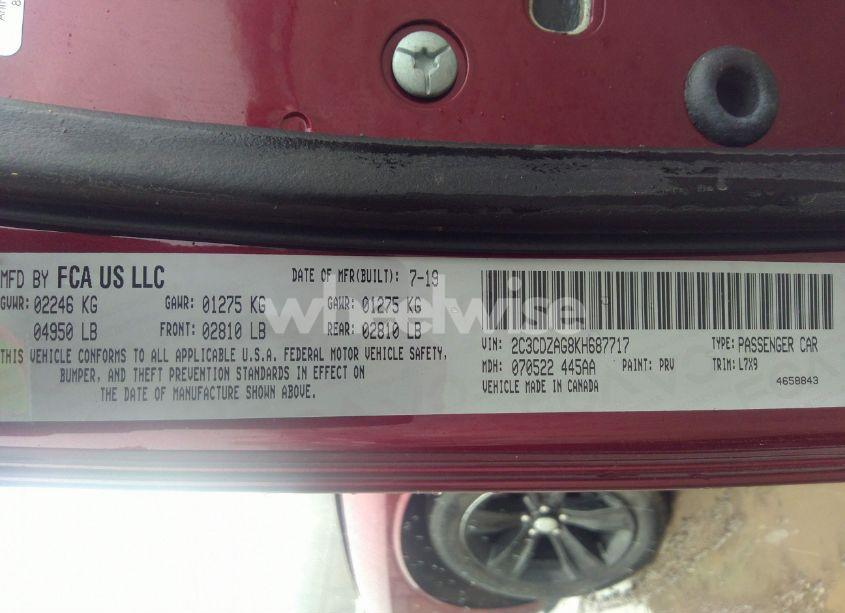 MFD BY FCA US LLC DATE OF MFR(BUILT): 7-19
GVWR: 02246 KG GAWR: 01275 KG GAWR: 01275 KG
04950 LB FRONT: 02810 LB REAR: 02810 LB
THIS VEHICLE CONFORMS TO ALL APPLICABLE U.S.A. FEDERAL MOTOR VEHICLE SAFETY,
BUMPER, AND THEFT PREVENTION STANDARDS IN EFFECT ON
THE DATE OF MANUFACTURE SHOWN ABOVE.
VIN: 2C3CDZAG8KH687717 TYPE: PASSENGER CAR
MDH: 070522 445AA PAINT: PRV TRIM: L7X9
VEHICLE MADE IN CANADA 4658843
wheelwise